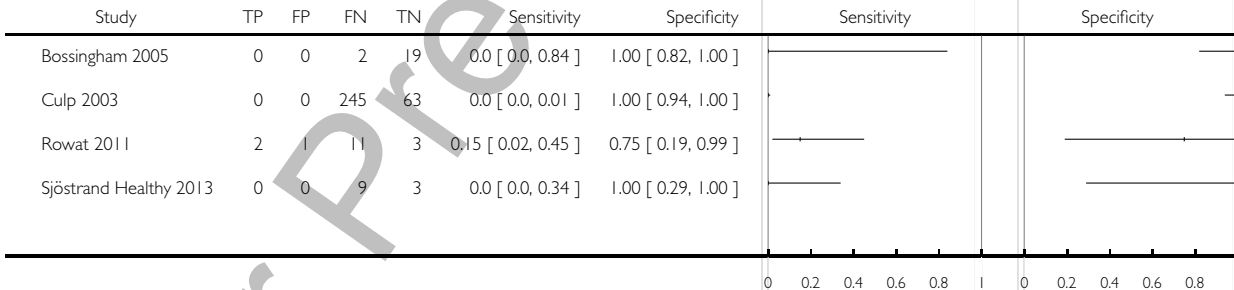 Study TP FP FN TN Sensitivity Specificity Sensitivity Specificity
Bossingham 2005 0 0 2 19 0.0 [ 0.0, 0.84 ] 1.00 [ 0.82, 1.00 ]
Culp 2003 0 0 245 63 0.0 [ 0.0, 0.01 ] 1.00 [ 0.94, 1.00 ]
Rowat 2011 2 1 11 3 0.15 [ 0.02, 0.45 ] 0.75 [ 0.19, 0.99 ]
Sjöstrand Healthy 2013 0 0 9 3 0.0 [ 0.0, 0.34 ] 1.00 [ 0.29, 1.00 ]
0 0.2 0.4 0.6 0.8 1 0 0.2 0.4 0.6 0.8
r Pre